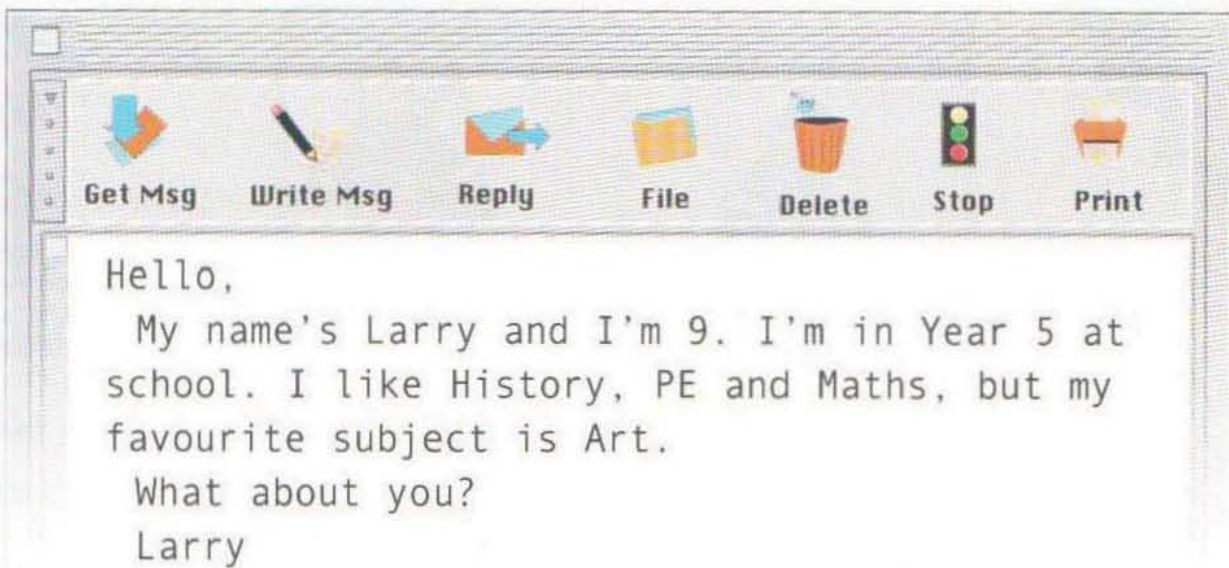 Get Msg Write Msg Reply File Delete Stop Print
Hello,
My name's Larry and I'm 9. I'm in Year 5 at
school. I like History, PE and Maths, but my
favourite subject is Art.
What about you?
Larry